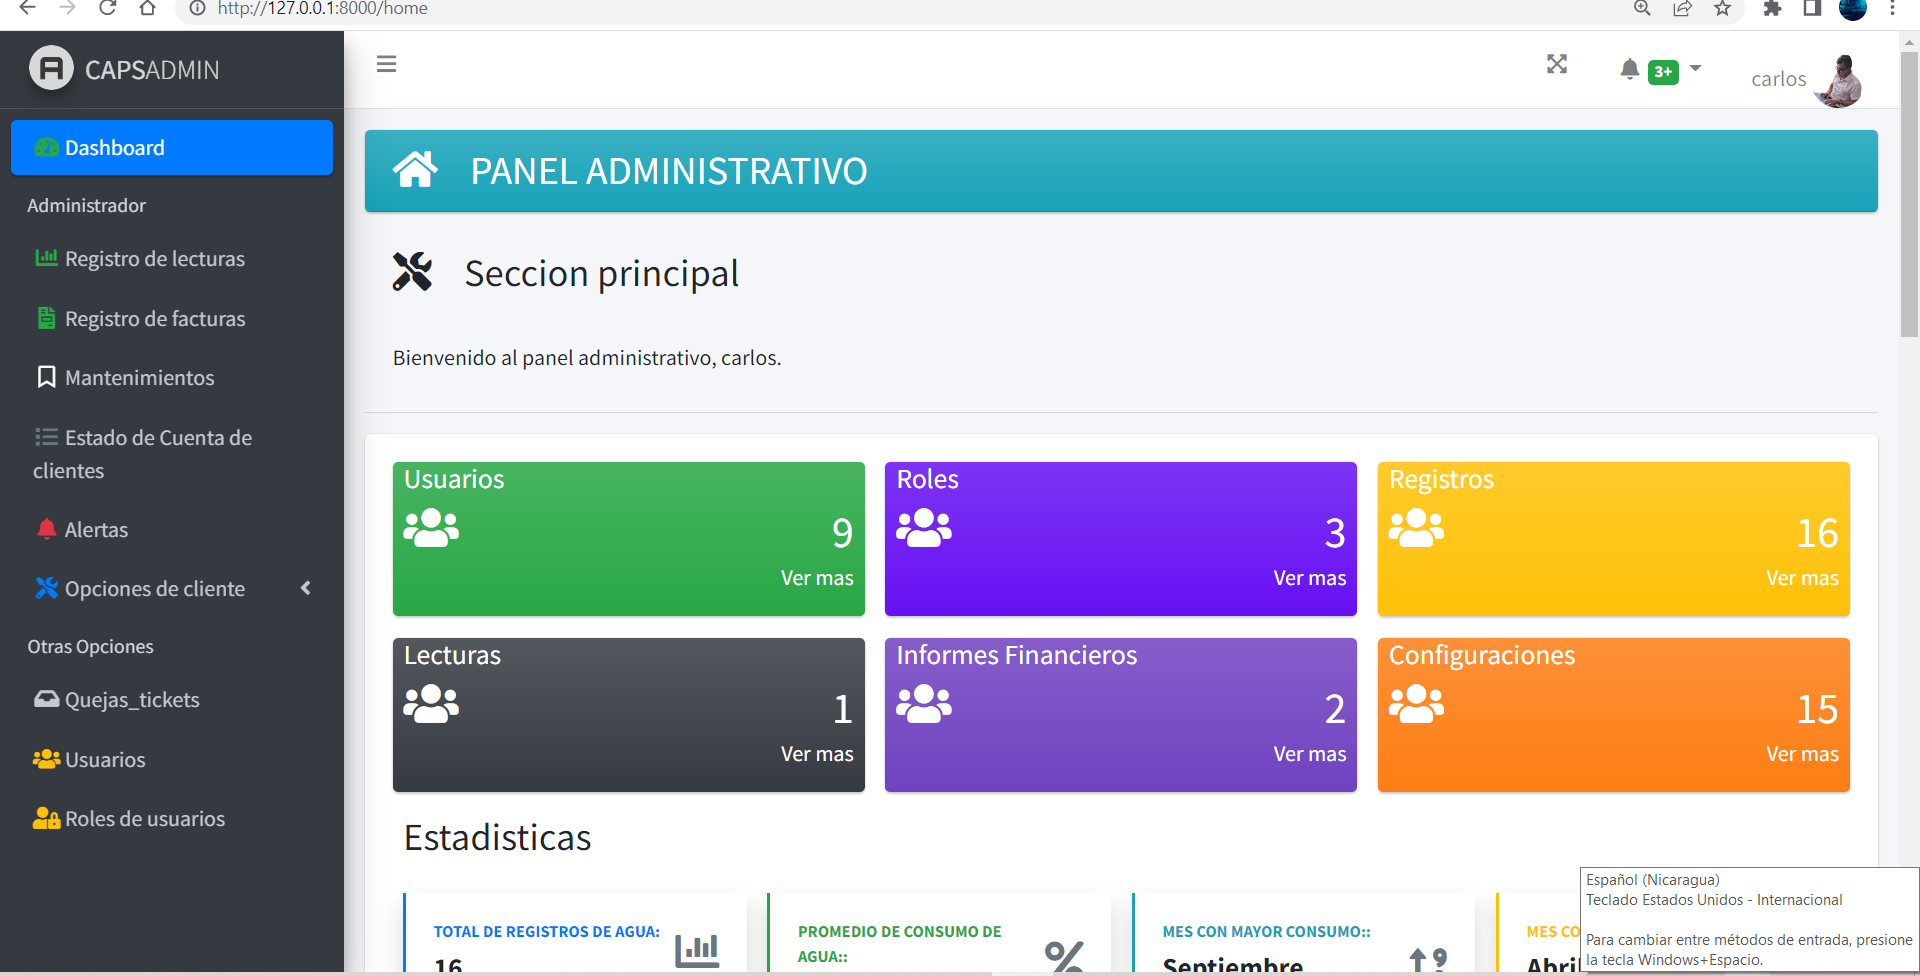 http://127.0.0.1:8000/home
CAPSADMIN
3+
carlos
Dashboard
Administrador
Registro de lecturas
Registro de facturas
Mantenimientos
Estado de Cuenta de
clientes
Alertas
Opciones de cliente
Otras Opciones
Quejas_tickets
Usuarios
Roles de usuarios
PANEL ADMINISTRATIVO
Seccion principal
Bienvenido al panel administrativo, carlos.
Usuarios
9
Ver mas
Roles
3
Ver mas
Registros
16
Ver mas
Lecturas
1
Ver mas
Informes Financieros
2
Ver mas
Configuraciones
15
Ver mas
Estadisticas
TOTAL DE REGISTROS DE AGUA:
16
PROMEDIO DE CONSUMO DE
AGUA::
MES CON MAYOR CONSUMO::
Septiembre
MES CO
Abril
Español (Nicaragua)
Teclado Estados Unidos - Internacional
Para cambiar entre métodos de entrada, presione
la tecla Windows+Espacio.